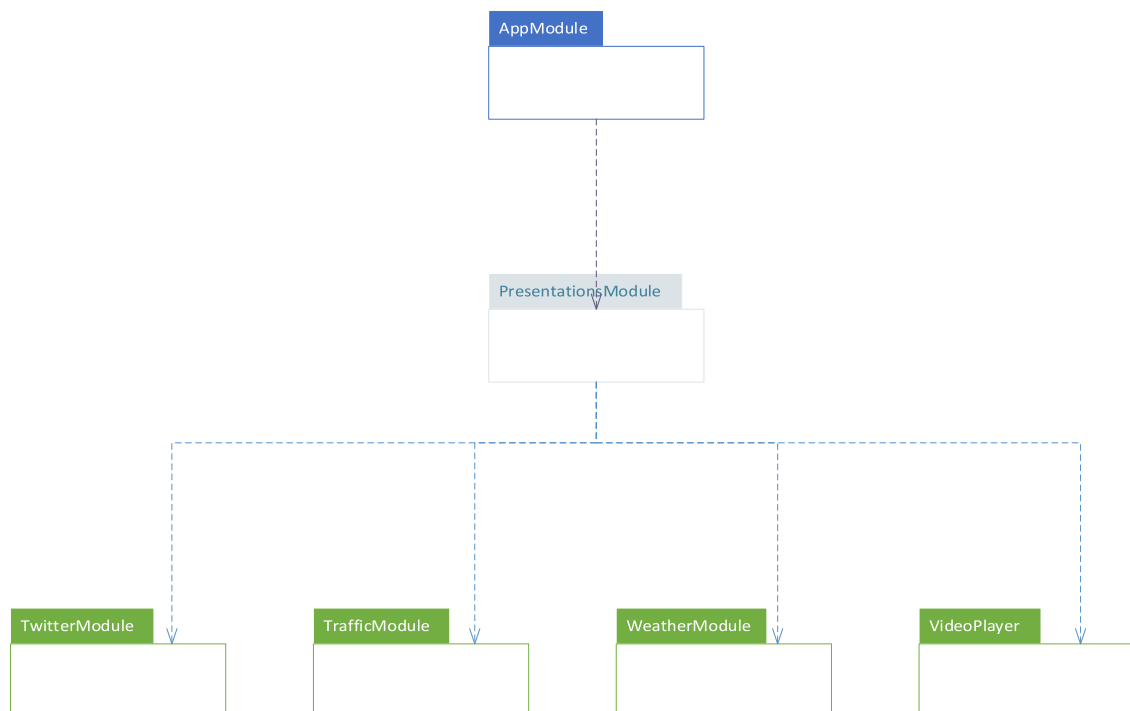 AppModule
PresentationsModule
TwitterModule
TrafficModule
WeatherModule
VideoPlayer